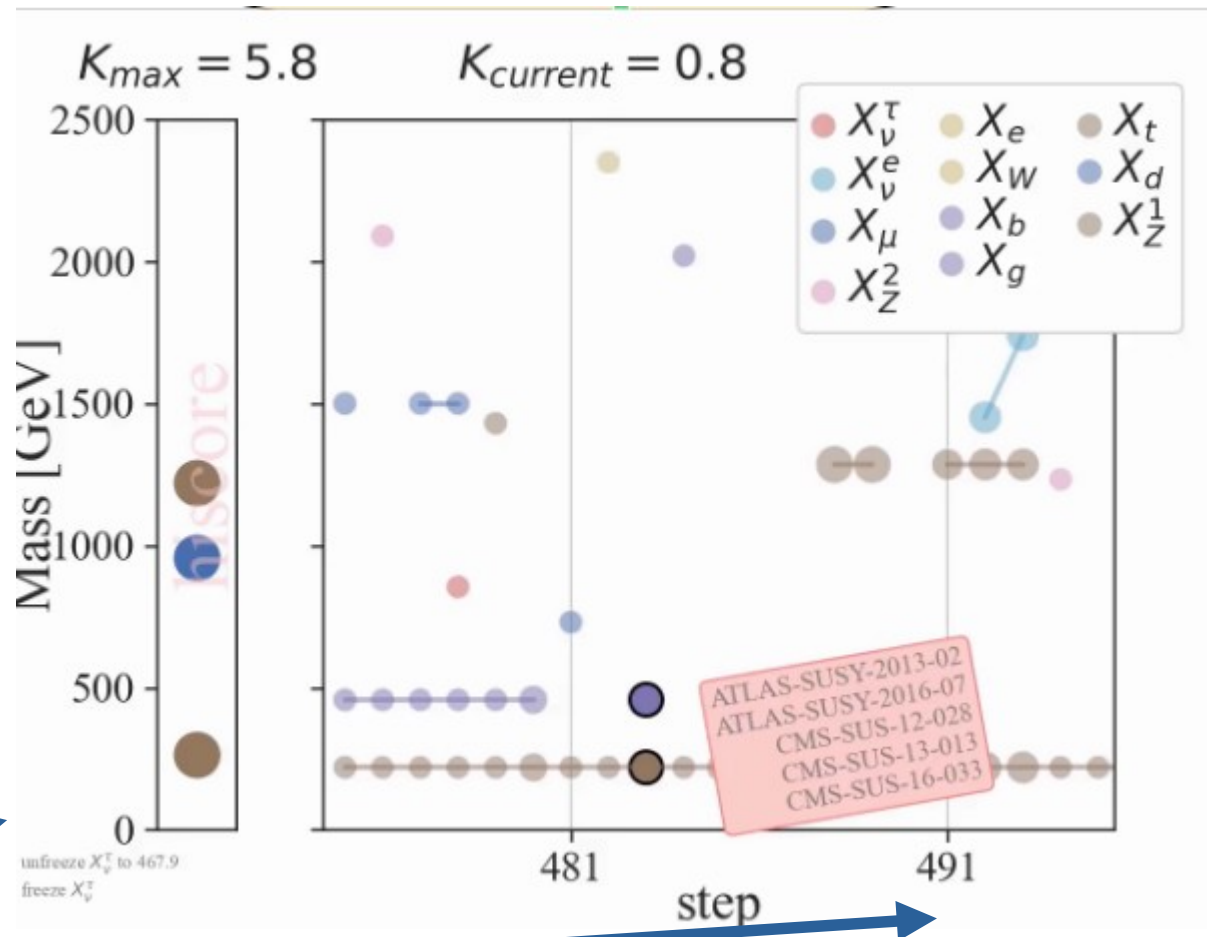 K_max = 5.8
K_current = 0.8
X_ν^τ
X_ν^e
X_μ
X_Z^2
X_e
X_W
X_b
X_g
X_t
X_d
X_Z^1
Mass [GeV]
2500
2000
1500
1000
500
0
hiscore
ATLAS-SUSY-2013-02
ATLAS-SUSY-2016-07
CMS-SUS-12-028
CMS-SUS-13-013
CMS-SUS-16-033
481
491
step
unfreeze X_ν^τ to 467.9
freeze X_ν^τ